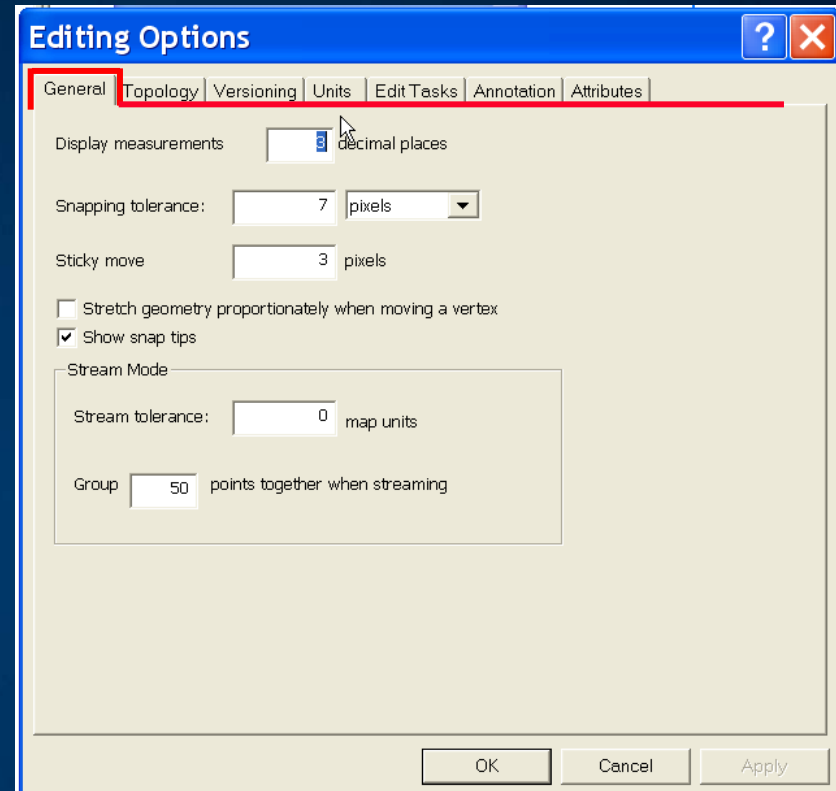 Editing Options
General Topology Versioning Units Edit Tasks Annotation Attributes
Display measurements 3 decimal places
Snapping tolerance: 7 pixels
Sticky move 3 pixels
Stretch geometry proportionately when moving a vertex
Show snap tips
Stream Mode
Stream tolerance: 0 map units
Group 50 points together when streaming
OK Cancel Apply